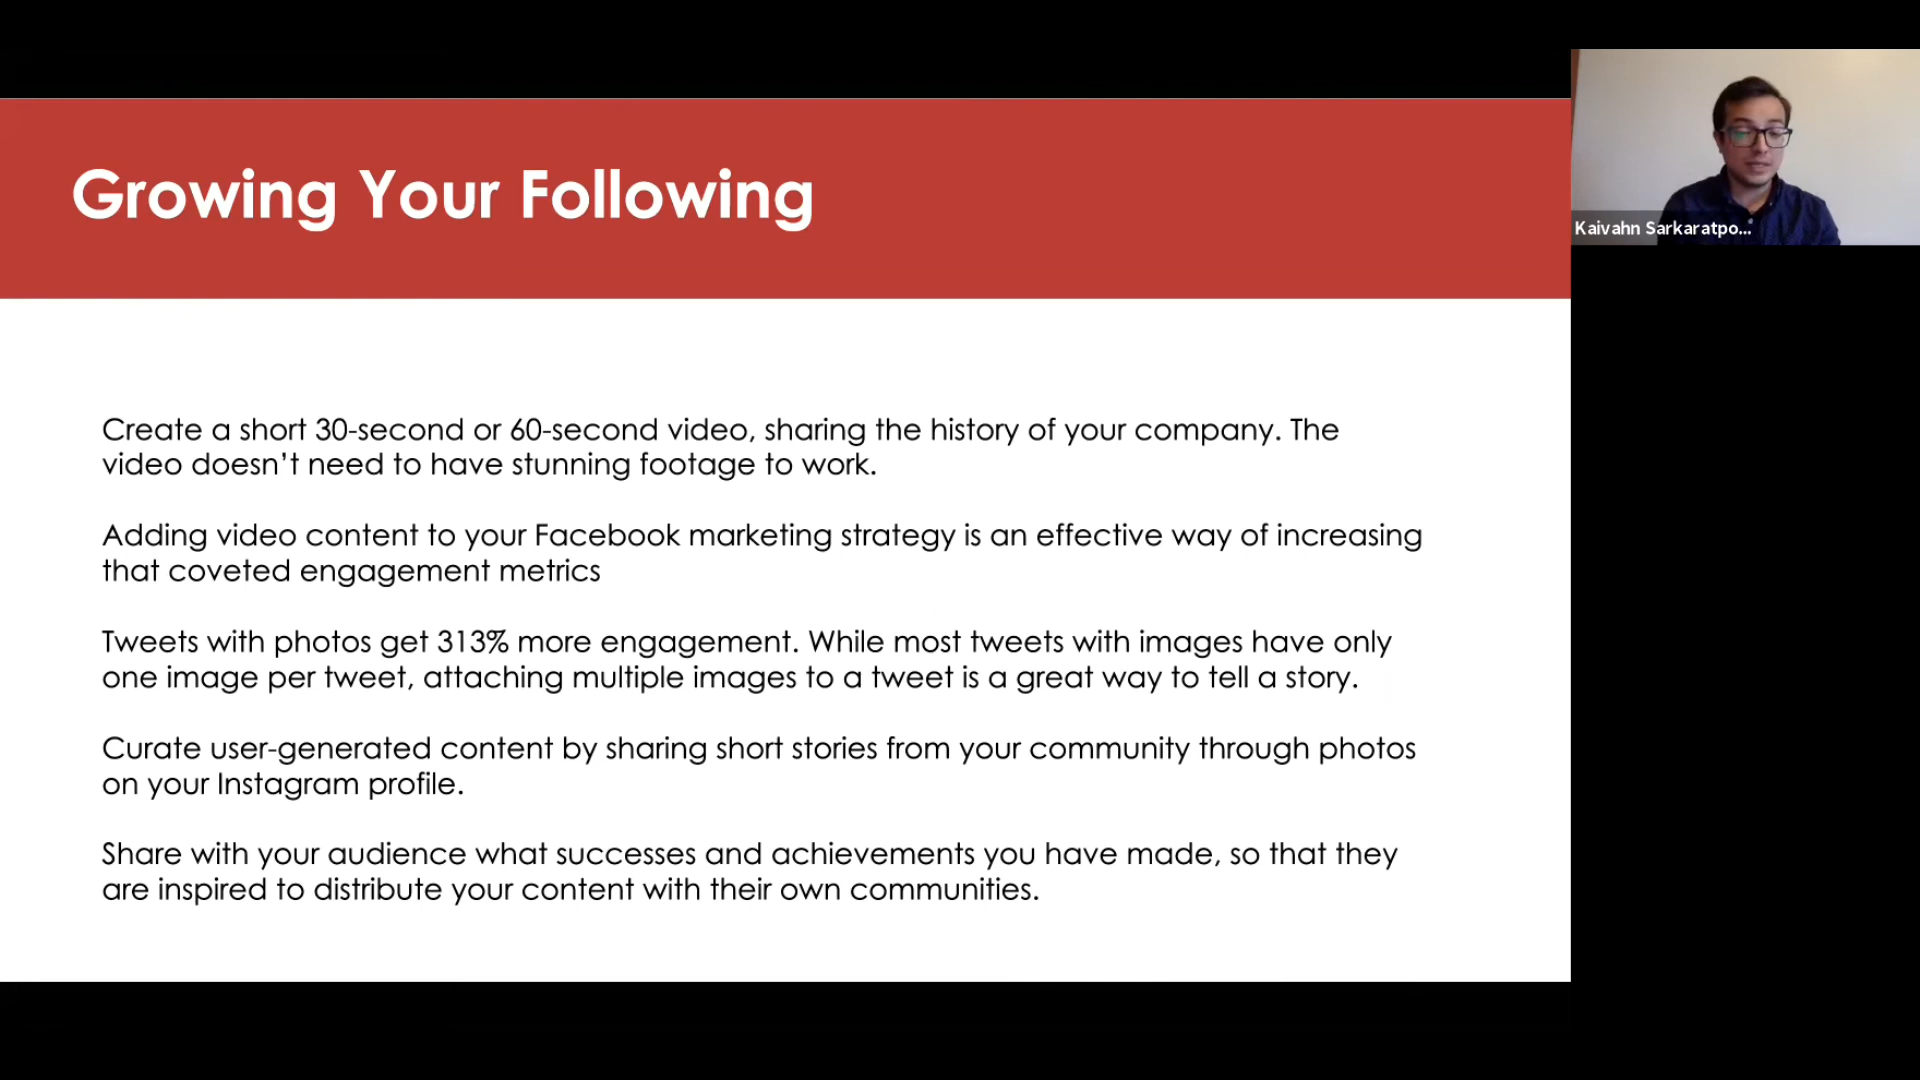 Growing Your Following
Kaivahn Sarkaratpo...
Create a short 30-second or 60-second video, sharing the history of your company. The
video doesn’t need to have stunning footage to work.
Adding video content to your Facebook marketing strategy is an effective way of increasing
that coveted engagement metrics
Tweets with photos get 313% more engagement. While most tweets with images have only
one image per tweet, attaching multiple images to a tweet is a great way to tell a story.
Curate user-generated content by sharing short stories from your community through photos
on your Instagram profile.
Share with your audience what successes and achievements you have made, so that they
are inspired to distribute your content with their own communities.